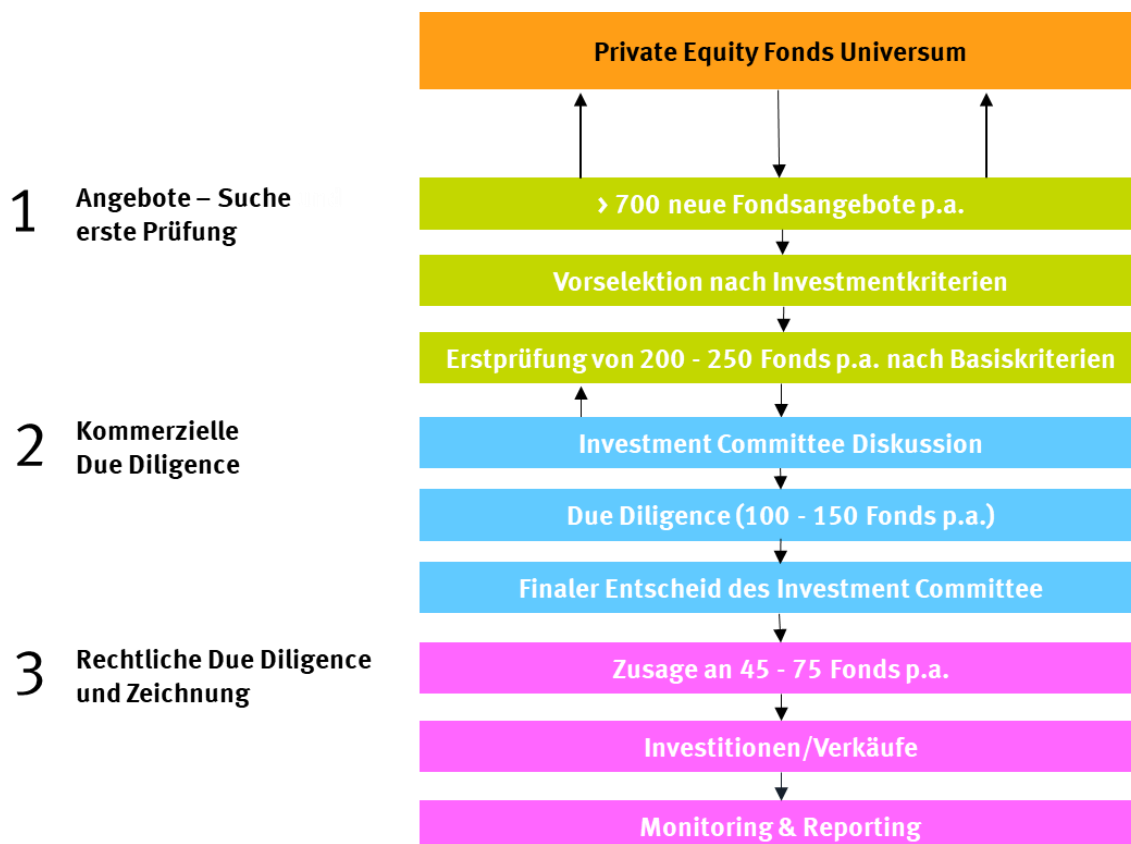 Private Equity Fonds Universum
1
Angebote – Suche
erste Prüfung
> 700 neue Fondsangebote p.a.
Vorselektion nach Investmentkriterien
Erstprüfung von 200 - 250 Fonds p.a. nach Basiskriterien
2
Kommerzielle
Due Diligence
Investment Committee Diskussion
Due Diligence (100 - 150 Fonds p.a.)
Finaler Entscheid des Investment Committee
3
Rechtliche Due Diligence
und Zeichnung
Zusage an 45 - 75 Fonds p.a.
Investitionen/Verkäufe
Monitoring & Reporting